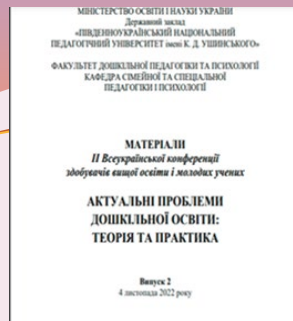 МІНІСТЕРСТВО ОСВІТИ І НАУКИ УКРАЇНИ
Державний заклад
«ПІВДЕННОУКРАЇНСЬКИЙ НАЦІОНАЛЬНИЙ
ПЕДАГОГІЧНИЙ УНІВЕРСИТЕТ імені К. Д. УШИНСЬКОГО»
ФАКУЛЬТЕТ ДОШКІЛЬНОЇ ПЕДАГОГІКИ ТА ПСИХОЛОГІЇ
КАФЕДРА СІМЕЙНОЇ ТА СПЕЦІАЛЬНОЇ
ПЕДАГОГІКИ І ПСИХОЛОГІЇ
МАТЕРІАЛИ
ІІ Всеукраїнської конференції
здобувачів вищої освіти і молодих учених
АКТУАЛЬНІ ПРОБЛЕМИ
ДОШКІЛЬНОЇ ОСВІТИ:
ТЕОРІЯ ТА ПРАКТИКА
Випуск 2
4 листопада 2022 року